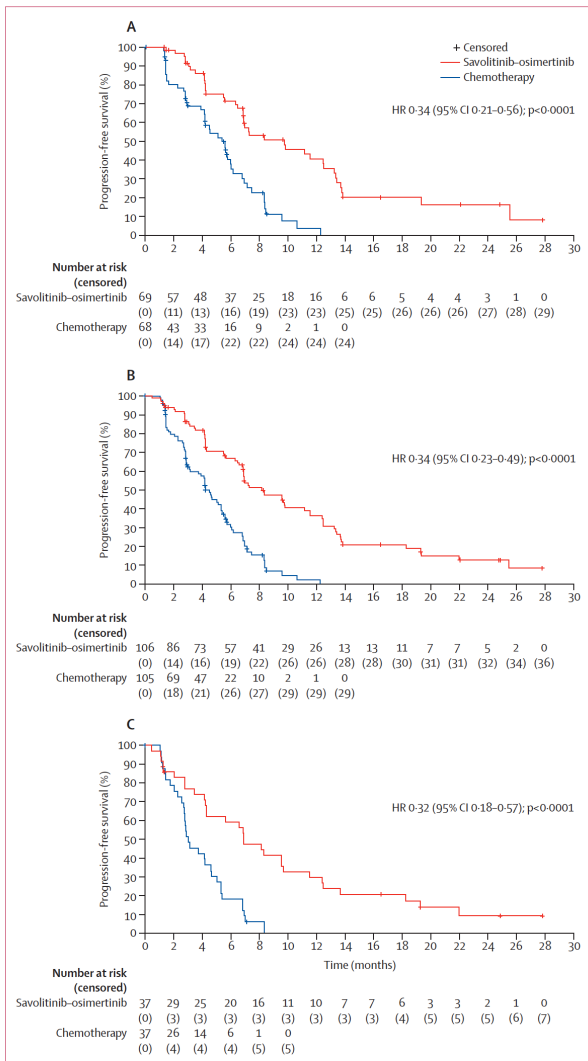 A
100
90
80
70
60
50
40
30
20
10
0
Progression-free survival (%)
+ Censored
Savolitinib–osimertinib
Chemotherapy
HR 0·34 (95% CI 0·21–0·56); p<0·0001
0 2 4 6 8 10 12 14 16 18 20 22 24 26 28 30
Number at risk
(censored)
Savolitinib–osimertinib 69 57 48 37 25 18 16 6 6 5 4 4 3 1 0
(0) (11) (13) (16) (19) (23) (23) (25) (25) (26) (26) (26) (27) (28) (29)
Chemotherapy 68 43 33 16 9 2 1 0
(0) (14) (17) (22) (22) (24) (24) (24)
B
100
90
80
70
60
50
40
30
20
10
0
Progression-free survival (%)
HR 0·34 (95% CI 0·23–0·49); p<0·0001
0 2 4 6 8 10 12 14 16 18 20 22 24 26 28 30
Number at risk
(censored)
Savolitinib–osimertinib 106 86 73 57 41 29 26 13 13 11 7 7 5 2 0
(0) (14) (16) (19) (22) (26) (26) (28) (28) (30) (31) (31) (32) (34) (36)
Chemotherapy 105 69 47 22 10 2 1 0
(0) (18) (21) (26) (27) (29) (29) (29)
C
100
90
80
70
60
50
40
30
20
10
0
Progression-free survival (%)
HR 0·32 (95% CI 0·18–0·57); p<0·0001
0 2 4 6 8 10 12 14 16 18 20 22 24 26 28 30
Time (months)
Number at risk
(censored)
Savolitinib–osimertinib 37 29 25 20 16 11 10 7 7 6 3 3 2 1 0
(0) (3) (3) (3) (3) (3) (3) (3) (3) (4) (5) (5) (5) (6) (7)
Chemotherapy 37 26 14 6 1 0
(0) (4) (4) (4) (5) (5)